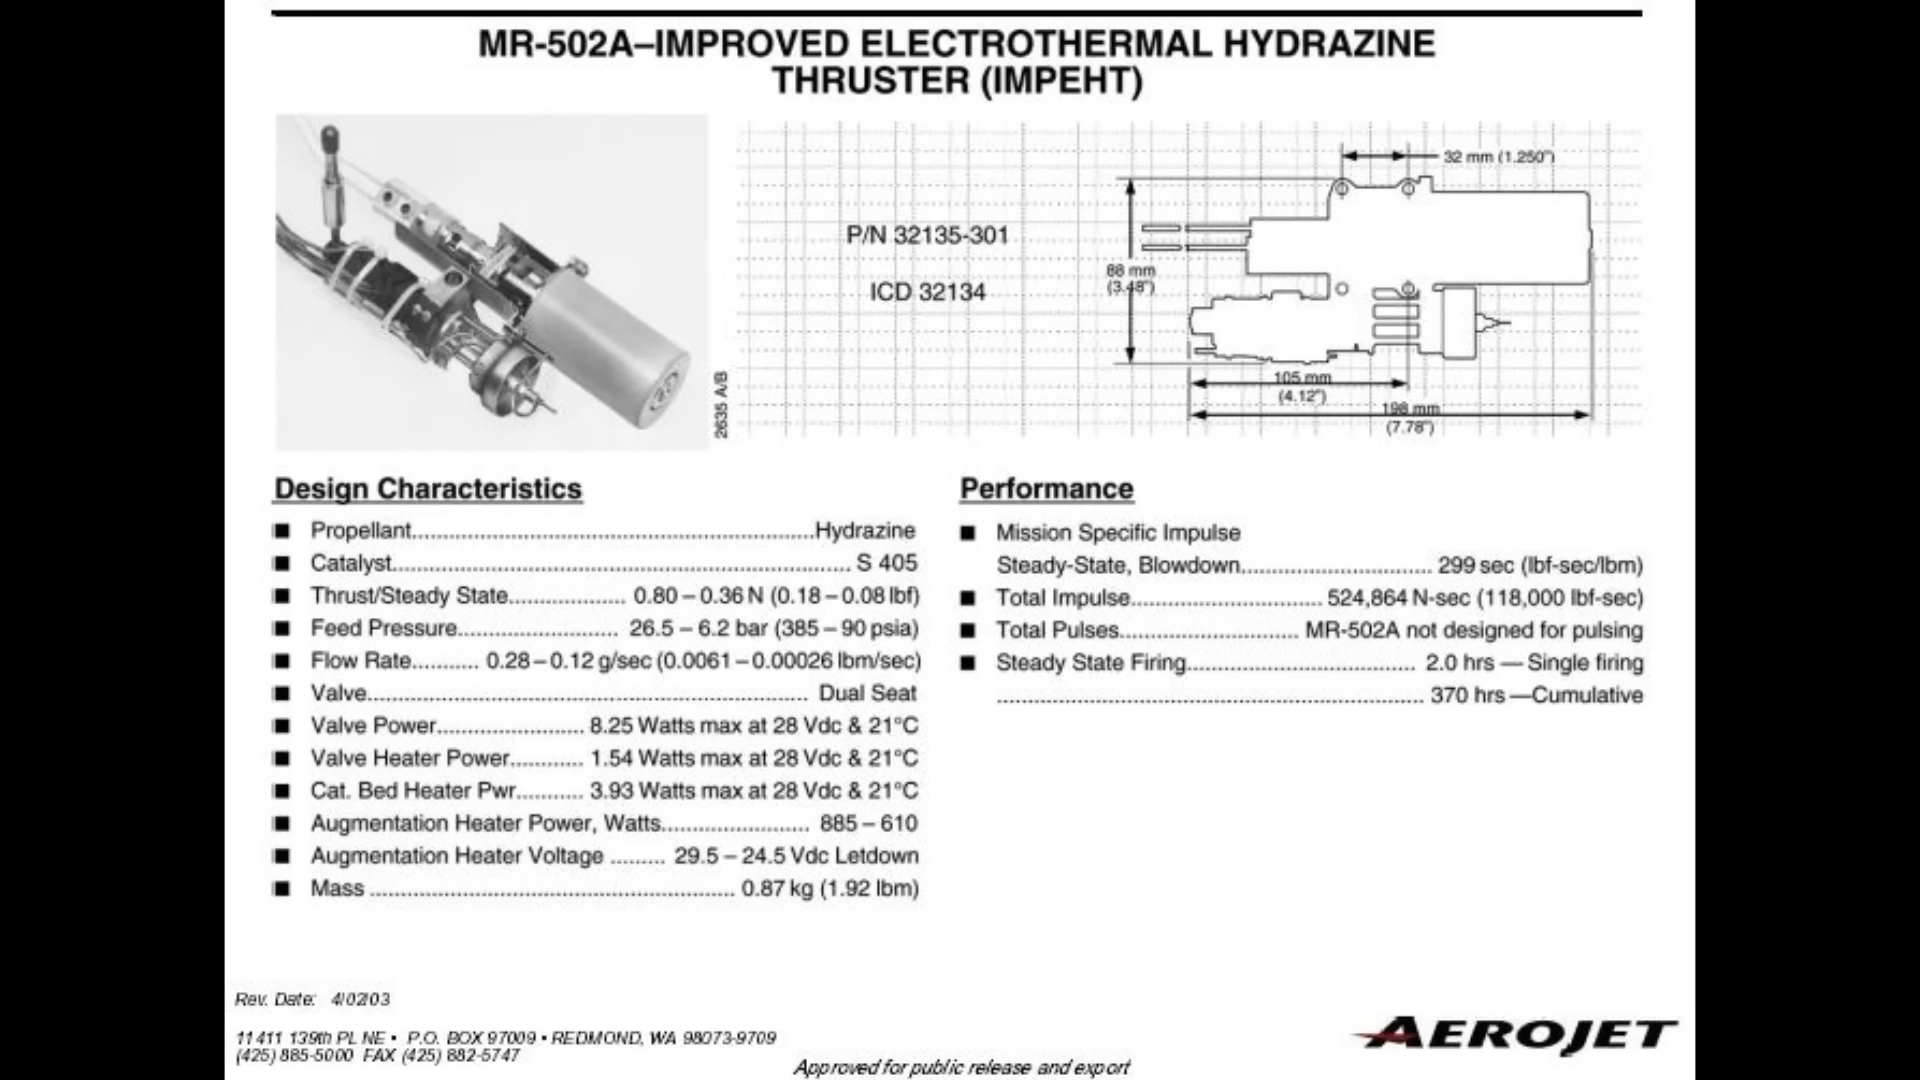 MR-502A–IMPROVED ELECTROTHERMAL HYDRAZINE
THRUSTER (IMPEHT)
2635 A/B
P/N 32135-301
ICD 32134
32 mm (1.250")
88 mm
(3.48")
105 mm
(4.12")
198 mm
(7.78")
Design Characteristics
■ Propellant....................Hydrazine
■ Catalyst.................... S 405
■ Thrust/Steady State.................... 0.80 – 0.36 N (0.18 – 0.08 lbf)
■ Feed Pressure.................... 26.5 – 6.2 bar (385 – 90 psia)
■ Flow Rate........... 0.28 – 0.12 g/sec (0.0061 – 0.00026 lbm/sec)
■ Valve.................... Dual Seat
■ Valve Power.................... 8.25 Watts max at 28 Vdc & 21°C
■ Valve Heater Power............ 1.54 Watts max at 28 Vdc & 21°C
■ Cat. Bed Heater Pwr........... 3.93 Watts max at 28 Vdc & 21°C
■ Augmentation Heater Power, Watts.................... 885 – 610
■ Augmentation Heater Voltage ......... 29.5 – 24.5 Vdc Letdown
■ Mass .................... 0.87 kg (1.92 lbm)
Performance
■ Mission Specific Impulse
Steady-State, Blowdown.................... 299 sec (lbf-sec/lbm)
■ Total Impulse.................... 524,864 N-sec (118,000 lbf-sec)
■ Total Pulses.................... MR-502A not designed for pulsing
■ Steady State Firing.................... 2.0 hrs — Single firing
.................... 370 hrs —Cumulative
Rev. Date: 4/02/03
11411 139th PL NE • P.O. BOX 97009 • REDMOND, WA 98073-9709
(425) 885-5000 FAX (425) 882-5747
Approved for public release and export
AEROJET